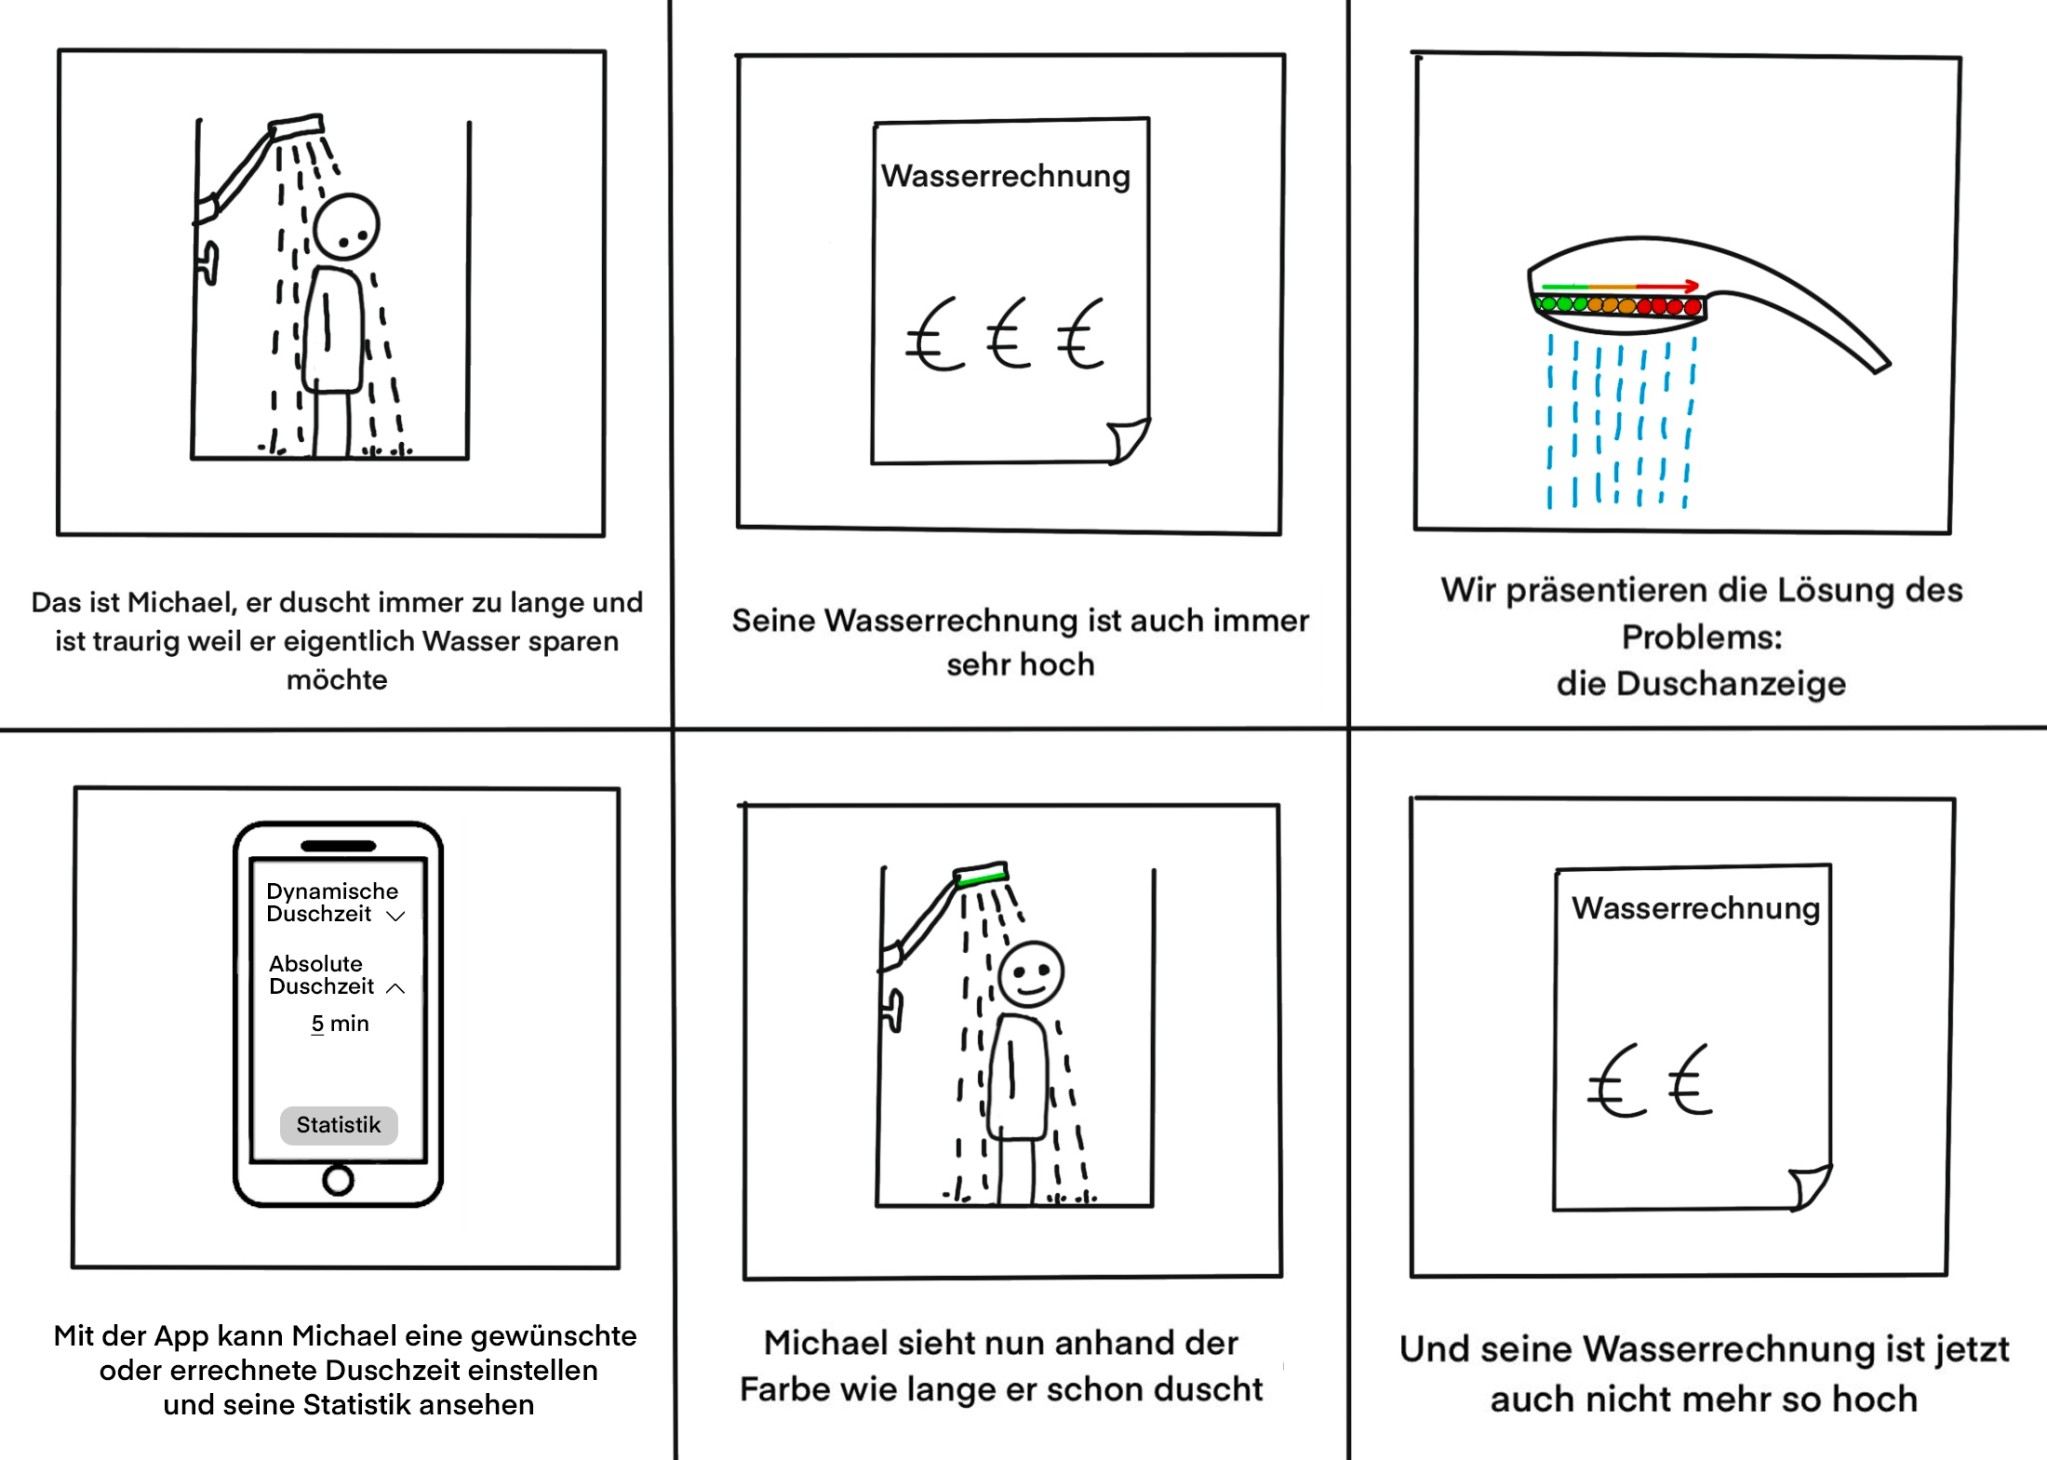 Das ist Michael, er duscht immer zu lange und
ist traurig weil er eigentlich Wasser sparen
möchte
Wasserrechnung
€ € €
Seine Wasserrechnung ist auch immer
sehr hoch
Wir präsentieren die Lösung des
Problems:
die Duschanzeige
Dynamische
Duschzeit
Absolute
Duschzeit
5 min
Statistik
Mit der App kann Michael eine gewünschte
oder errechnete Duschzeit einstellen
und seine Statistik ansehen
Michael sieht nun anhand der
Farbe wie lange er schon duscht
Wasserrechnung
€ €
Und seine Wasserrechnung ist jetzt
auch nicht mehr so hoch